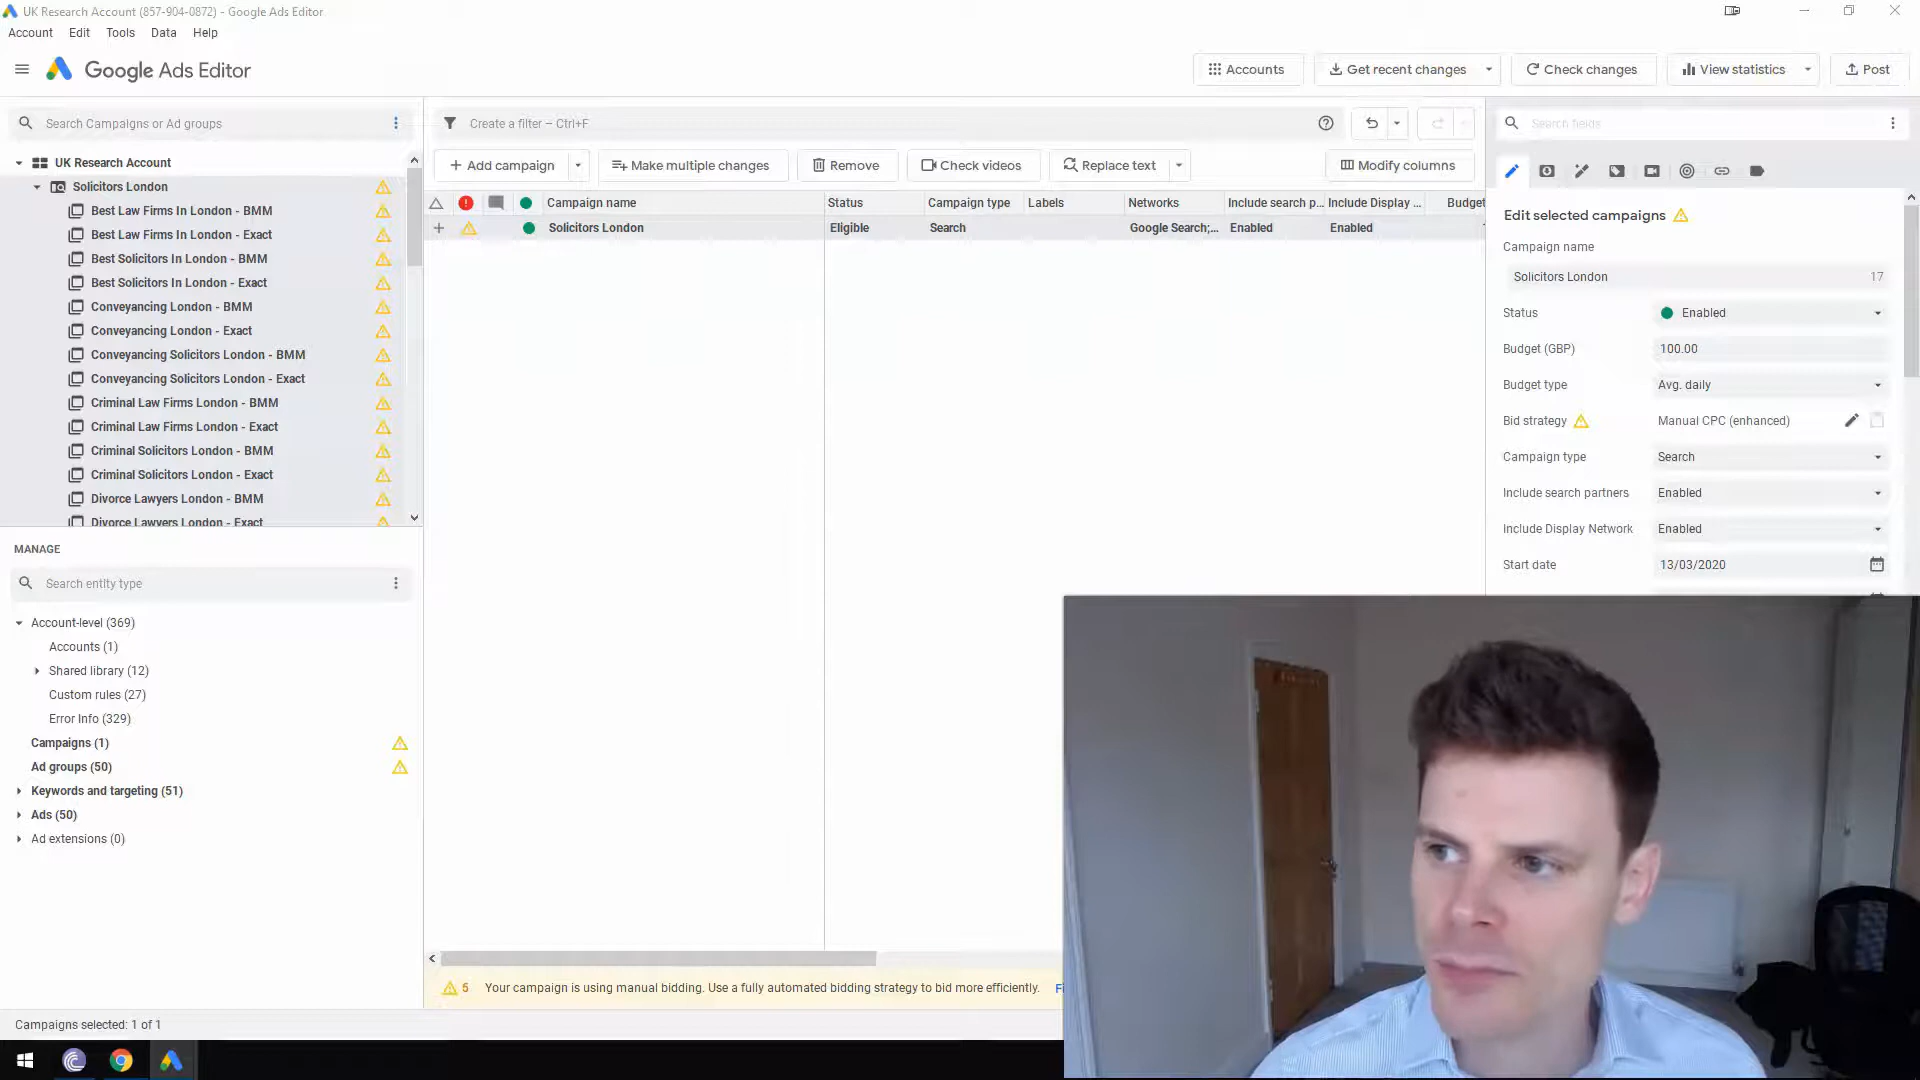 UK Research Account (857-904-0872) - Google Ads Editor
Account Edit Tools Data Help
Google Ads Editor
Accounts
Get recent changes
Check changes
View statistics
Post
Search Campaigns or Ad groups
UK Research Account
Solicitors London
Best Law Firms In London - BMM
Best Law Firms In London - Exact
Best Solicitors In London - BMM
Best Solicitors In London - Exact
Conveyancing London - BMM
Conveyancing London - Exact
Conveyancing Solicitors London - BMM
Conveyancing Solicitors London - Exact
Criminal Law Firms London - BMM
Criminal Law Firms London - Exact
Criminal Solicitors London - BMM
Criminal Solicitors London - Exact
Divorce Lawyers London - BMM
Divorce Lawyers London - Exact
MANAGE
Search entity type
Account-level (369)
Accounts (1)
Shared library (12)
Custom rules (27)
Error Info (329)
Campaigns (1)
Ad groups (50)
Keywords and targeting (51)
Ads (50)
Ad extensions (0)
Campaigns selected: 1 of 1
Create a filter – Ctrl+F
Add campaign
Make multiple changes
Remove
Check videos
Replace text
Modify columns
Campaign name Status Campaign type Labels Networks Include search p... Include Display ... Budget
Solicitors London Eligible Search Google Search;... Enabled Enabled
5 Your campaign is using manual bidding. Use a fully automated bidding strategy to bid more efficiently.
Search fields
Edit selected campaigns
Campaign name
Solicitors London 17
Status Enabled
Budget (GBP) 100.00
Budget type Avg. daily
Bid strategy Manual CPC (enhanced)
Campaign type Search
Include search partners Enabled
Include Display Network Enabled
Start date 13/03/2020